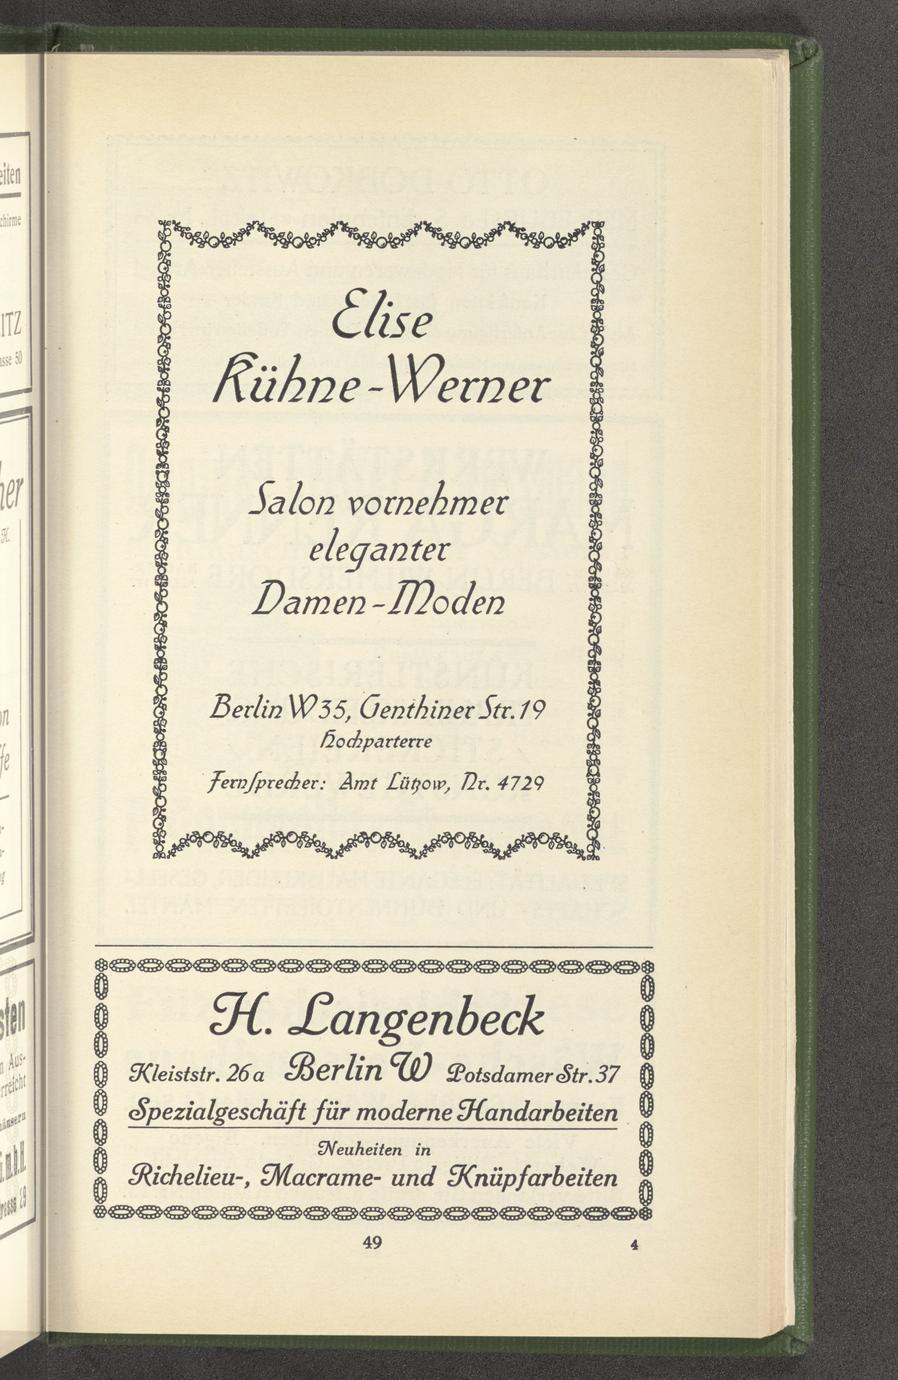 Elise
Kühne-Werner
Salon vornehmer
eleganter
Damen-Moden
Berlin W 35, Genthiner Str. 19
Hochparterre
Fernsprecher: Amt Lützow, Nr. 4729
H. Langenbeck
Kleiststr. 26a Berlin W Potsdamer Str. 37
Spezialgeschäft für moderne Handarbeiten
Neuheiten in
Richelieu-, Macrame- und Knüpfarbeiten
49
4